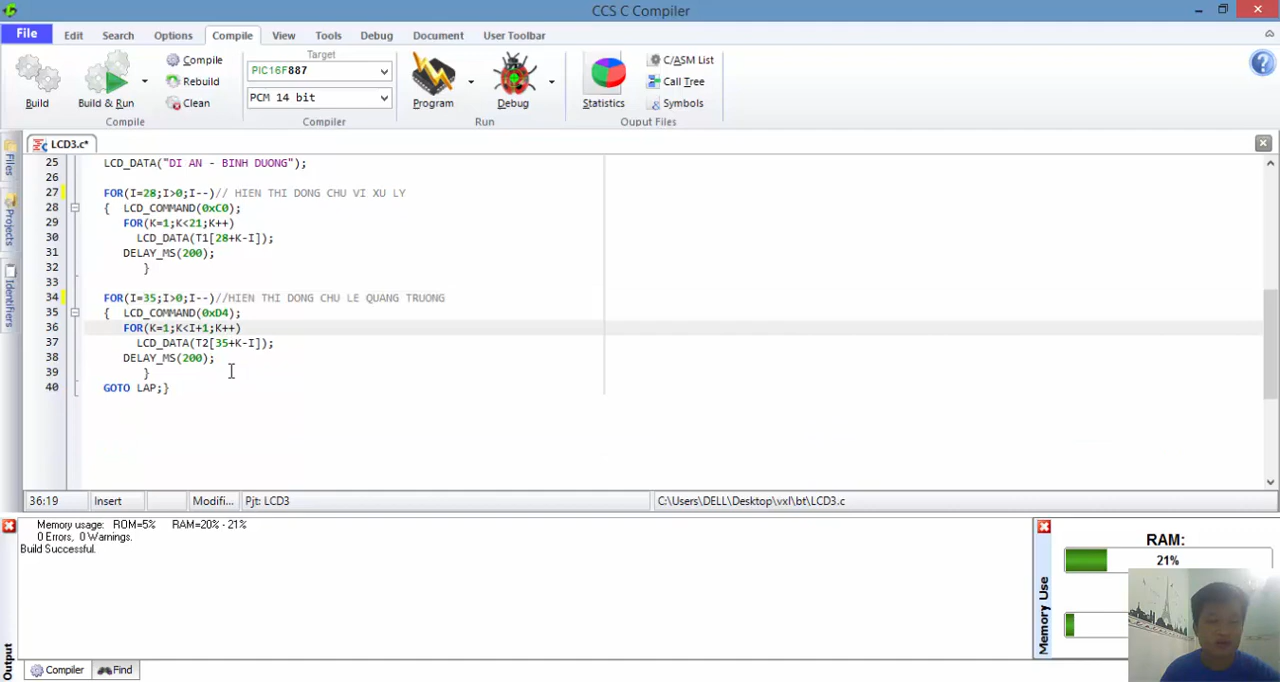 CCS C Compiler
File Edit Search Options Compile View Tools Debug Document User Toolbar
Build
Build & Run
Compile
Rebuild
Clean
Compile
Target
PIC16F887
PCM 14 bit
Compiler
Program
Debug
Run
Statistics
C/ASM List
Call Tree
Symbols
Ouput Files
LCD3.c*
Files
Projects
Identifiers
25 LCD_DATA("DI AN - BINH DUONG");
26
27 FOR(I=28;I>0;I--)// HIEN THI DONG CHU VI XU LY
28 { LCD_COMMAND(0xC0);
29 FOR(K=1;K<21;K++)
30 LCD_DATA(T1[28+K-I]);
31 DELAY_MS(200);
32 }
33
34 FOR(I=35;I>0;I--)//HIEN THI DONG CHU LE QUANG TRUONG
35 { LCD_COMMAND(0xD4);
36 FOR(K=1;K<I+1;K++)
37 LCD_DATA(T2[35+K-I]);
38 DELAY_MS(200);
39 }
40 GOTO LAP;}
36:19 Insert Modifi... Pjt: LCD3 C:\Users\DELL\Desktop\vxl\bt\LCD3.c
Memory usage: ROM=5% RAM=20% - 21%
0 Errors, 0 Warnings.
Build Successful.
Output
Compiler Find
Memory Use
RAM:
21%